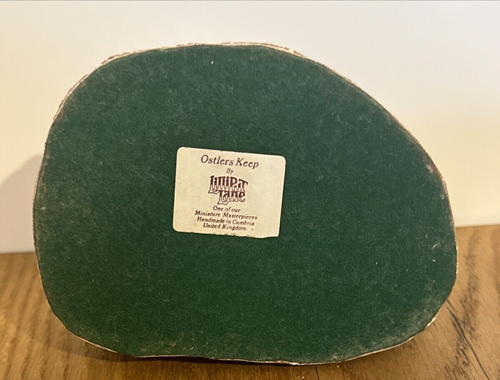 Ostlers Keep
By
LILLIPUT
LANE
One of our
Miniature Masterpieces
Handmade in Cumbria
United Kingdom